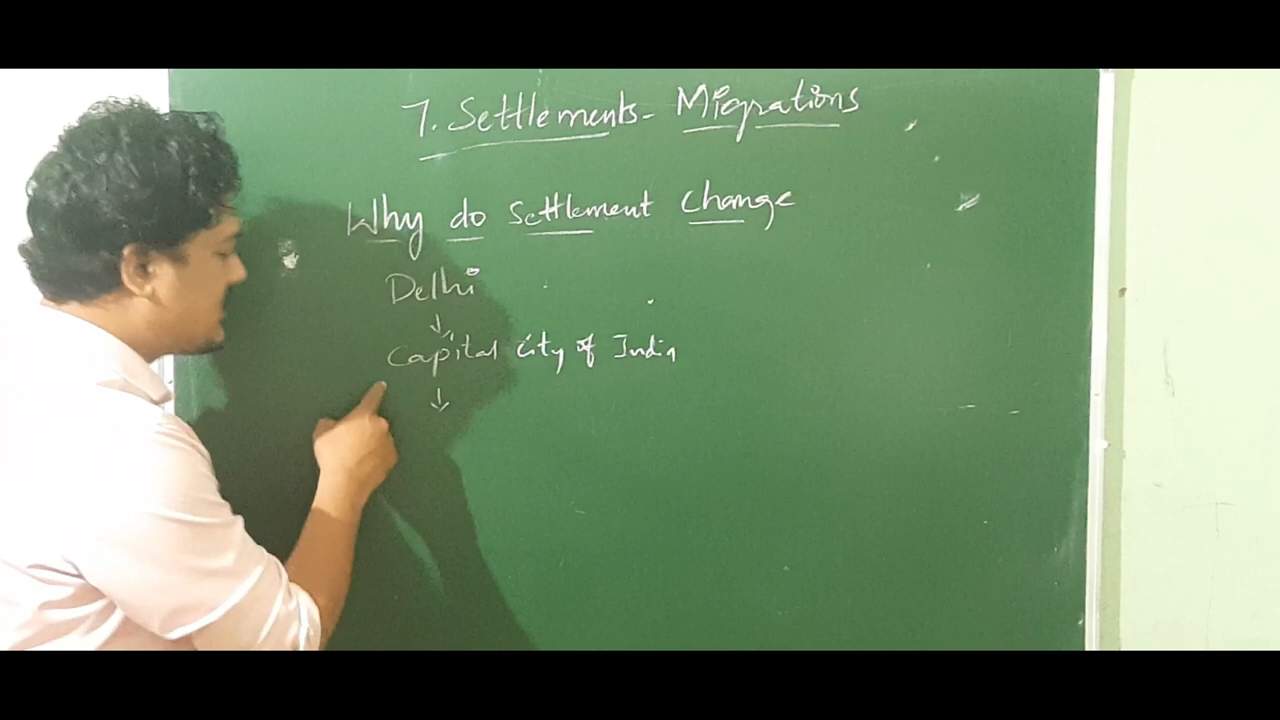 7. Settlements - Migrations
Why do Settlement Change
Delhi
↓
Capital City of India
↓